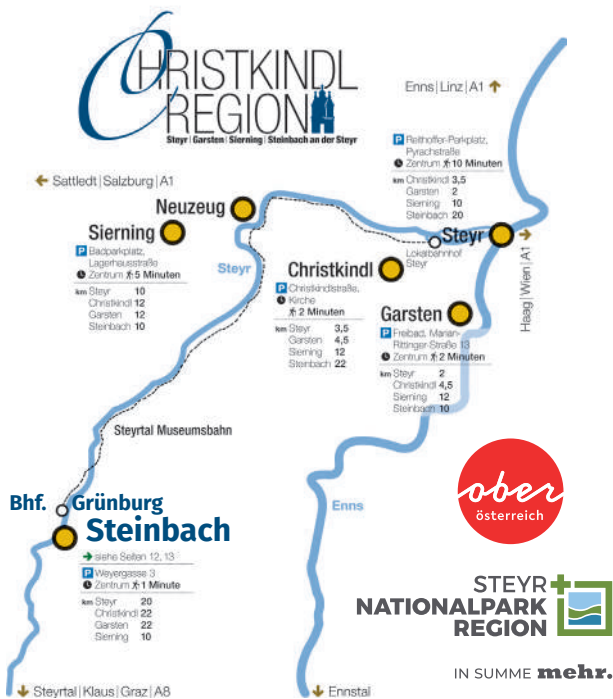 CHRISTKINDL
REGION
Steyr | Garsten | Sierning | Steinbach an der Steyr
Enns | Linz | A1
P Reithoffer-Parkplatz,
Pyrachstraße
Zentrum 10 Minuten
km Christkindl 3,5
Garsten 2
Sierning 10
Steinbach 20
Sattledt | Salzburg | A1
Neuzeug
Sierning
P Badparkplatz,
Lagerhausstraße
Zentrum 5 Minuten
km Steyr 10
Christkindl 12
Garsten 12
Steinbach 10
Steyr
Steyr
Lokalbahnhof
Steyr
Haag | Wien | A1
Christkindl
P Christkindlstraße,
Kirche
2 Minuten
km Steyr 3,5
Garsten 4,5
Sierning 12
Steinbach 22
Garsten
P Freibad, Marian-
Rittinger-Straße 13
Zentrum 2 Minuten
km Steyr 2
Christkindl 4,5
Sierning 12
Steinbach 10
Steyrtal Museumsbahn
Bhf. Grünburg
Steinbach
siehe Seiten 12, 13
P Weyergasse 3
Zentrum 1 Minute
km Steyr 20
Christkindl 22
Garsten 22
Sierning 10
Enns
ober
österreich
STEYR
NATIONALPARK
REGION
IN SUMME mehr.
Steyrtal | Klaus | Graz | A8
Ennstal